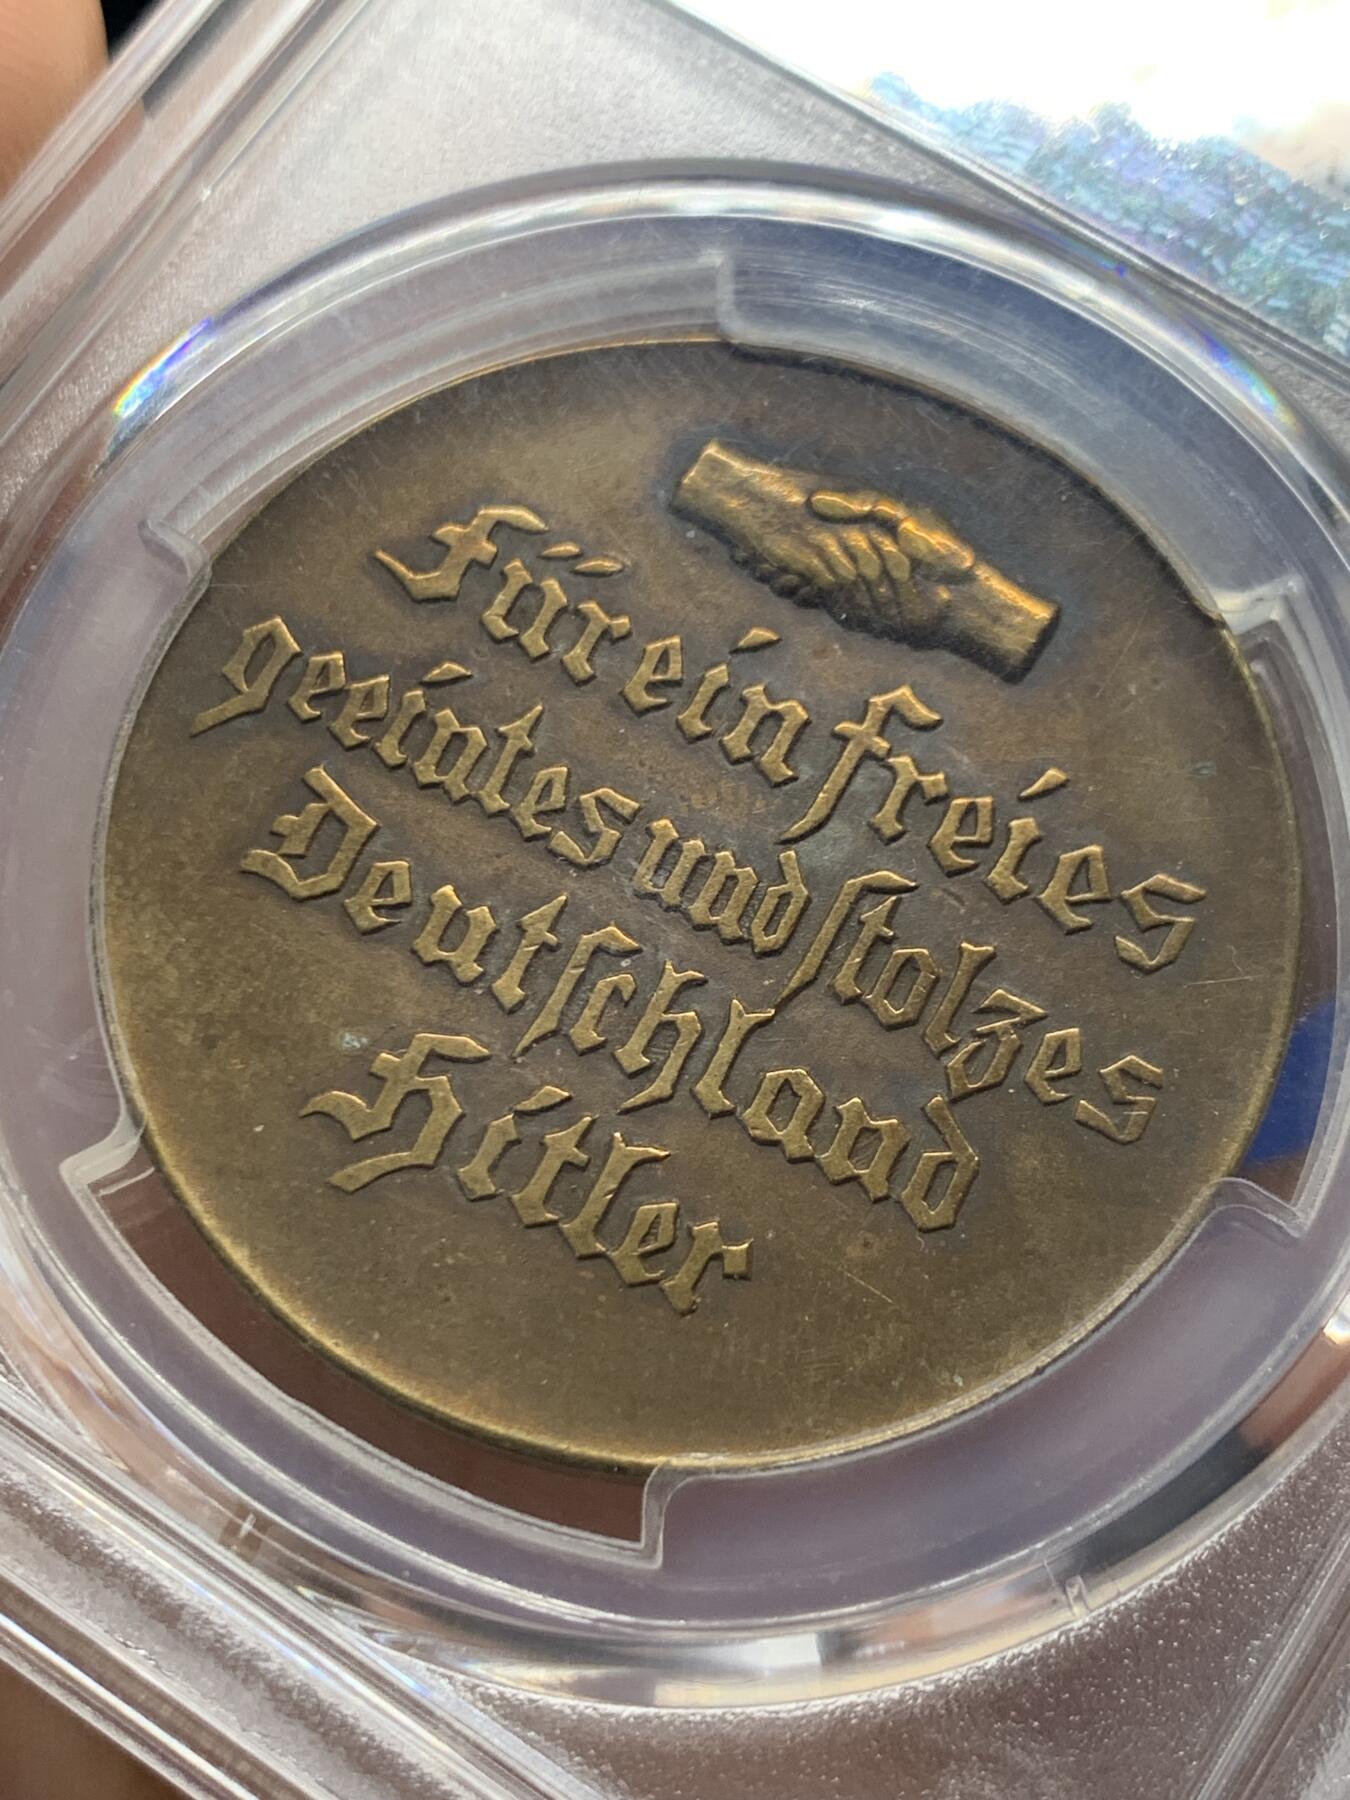 Für ein freies
geeintes und ſtolzes
Deutſchland
Hitler